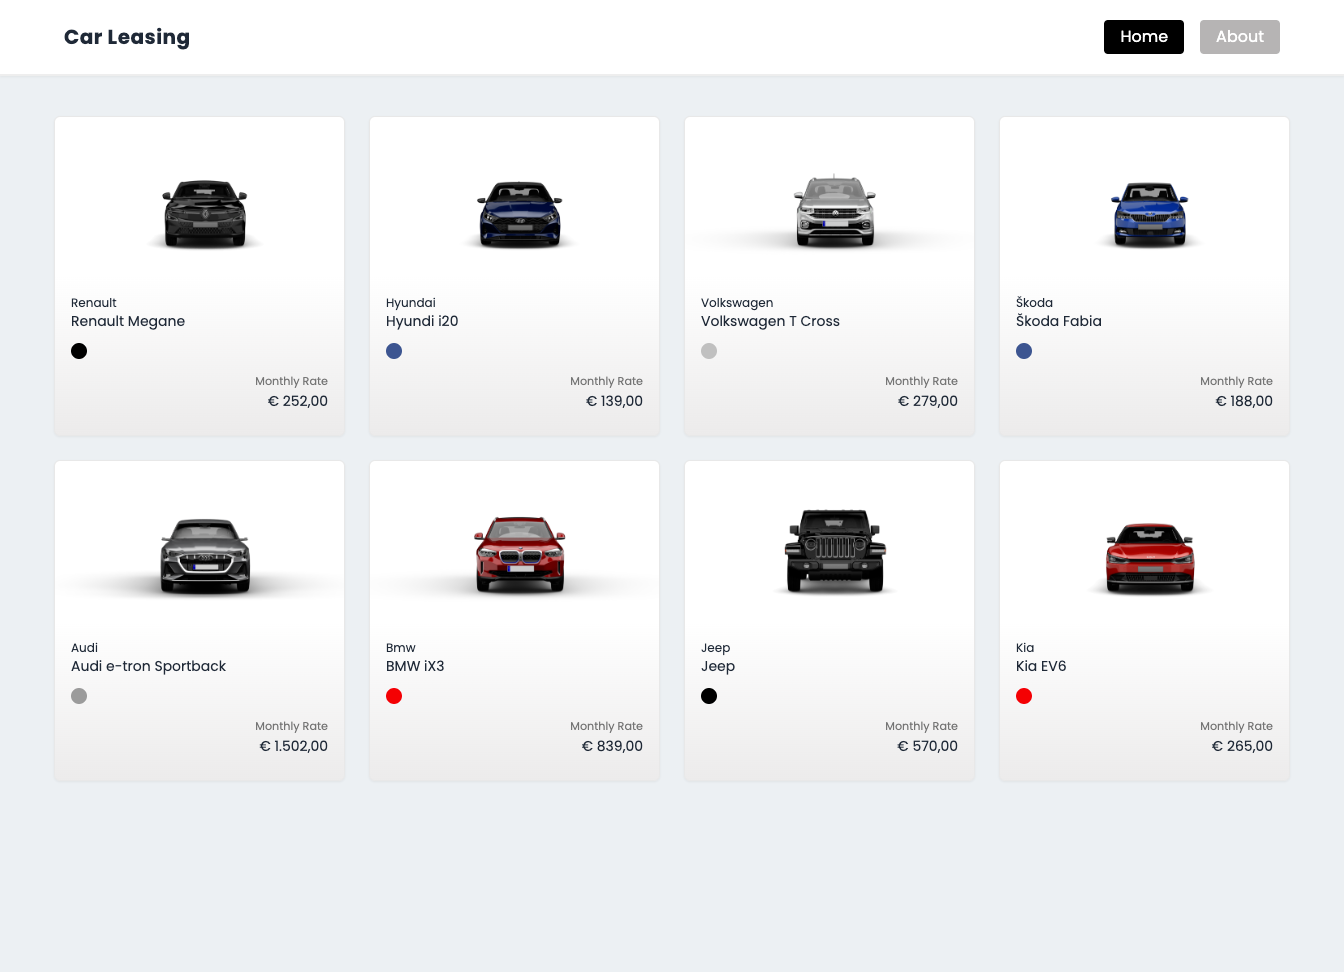 Car Leasing
Home
About
Renault
Renault Megane
Monthly Rate
€ 252,00
Hyundai
Hyundi i20
Monthly Rate
€ 139,00
Volkswagen
Volkswagen T Cross
Monthly Rate
€ 279,00
Škoda
Škoda Fabia
Monthly Rate
€ 188,00
Audi
Audi e-tron Sportback
Monthly Rate
€ 1.502,00
Bmw
BMW iX3
Monthly Rate
€ 839,00
Jeep
Jeep
Monthly Rate
€ 570,00
Kia
Kia EV6
Monthly Rate
€ 265,00